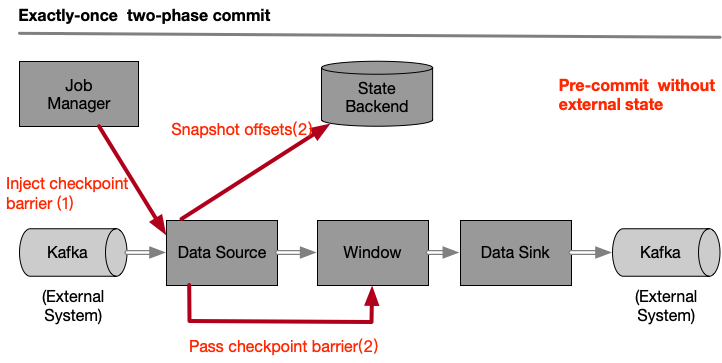 Exactly-once two-phase commit
Job
Manager
State
Backend
Pre-commit without
external state
Snapshot offsets(2)
Inject checkpoint
barrier (1)
Kafka
Data Source
Window
Data Sink
Kafka
(External
System)
(External
System)
Pass checkpoint barrier(2)